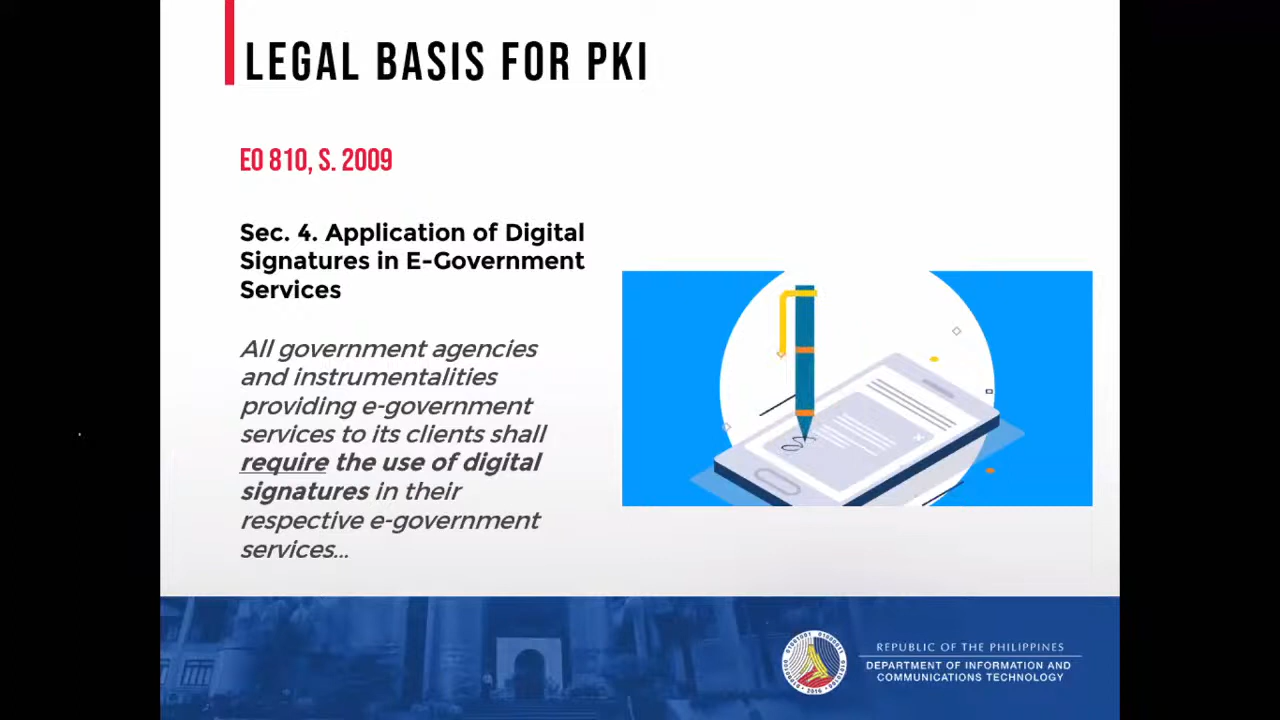 LEGAL BASIS FOR PKI
EO 810, S. 2009
Sec. 4. Application of Digital
Signatures in E-Government
Services
All government agencies
and instrumentalities
providing e-government
services to its clients shall
require the use of digital
signatures in their
respective e-government
services...
REPUBLIC OF THE PHILIPPINES
DEPARTMENT OF INFORMATION AND
COMMUNICATIONS TECHNOLOGY
2016